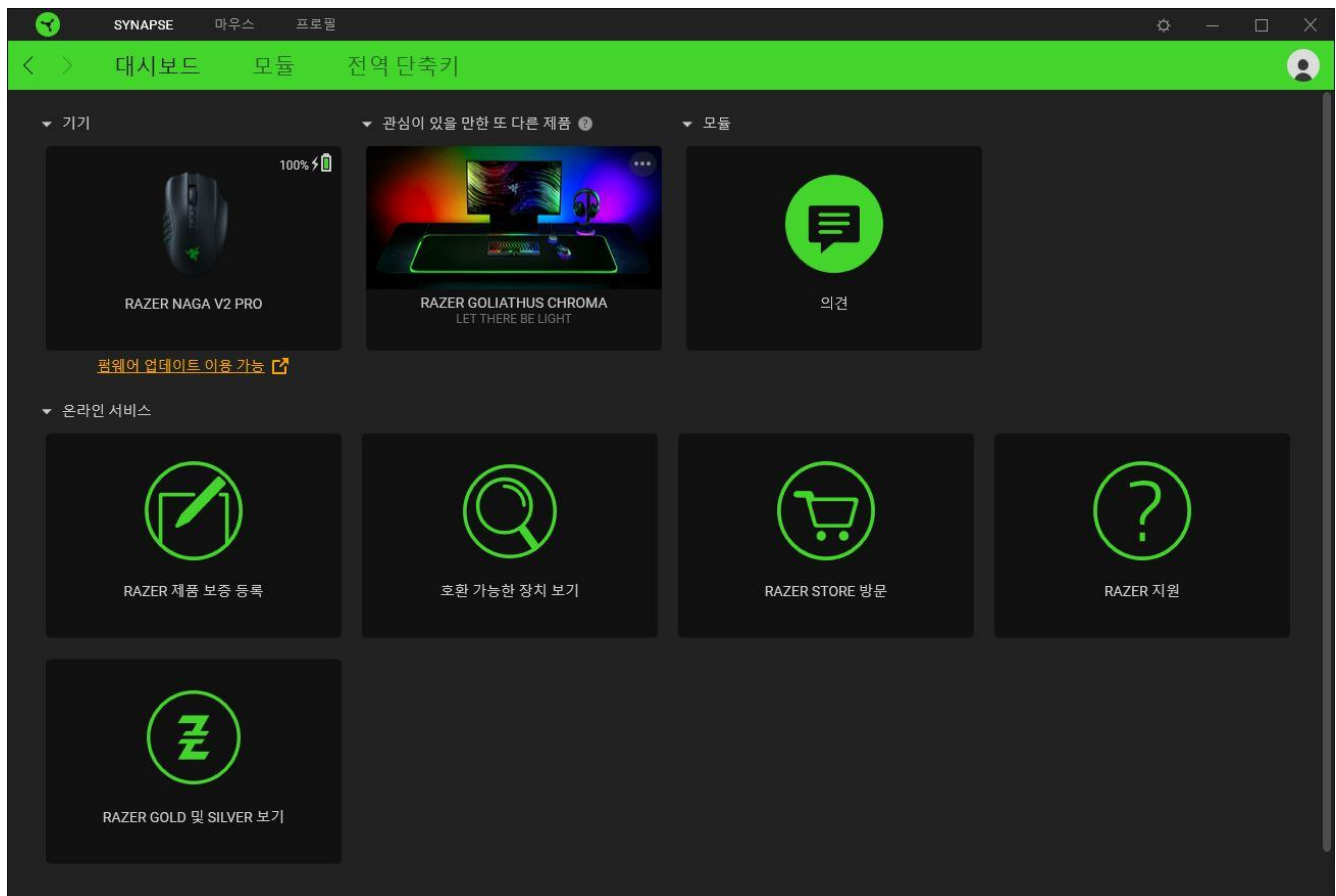 SYNAPSE 마우스 프로필
대시보드 모듈 전역 단축키
기기
100%
RAZER NAGA V2 PRO
펌웨어 업데이트 이용 가능
관심이 있을 만한 또 다른 제품 ?
RAZER GOLIATHUS CHROMA
LET THERE BE LIGHT
모듈
의견
온라인 서비스
RAZER 제품 보증 등록
호환 가능한 장치 보기
RAZER STORE 방문
RAZER 지원
RAZER GOLD 및 SILVER 보기